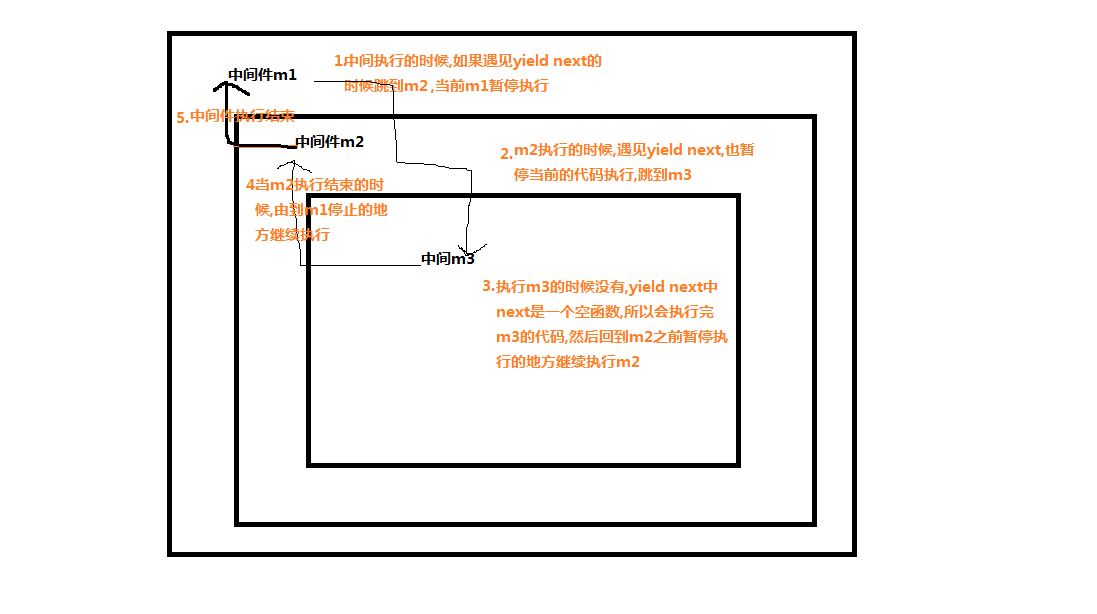 1.中间执行的时候,如果遇见yield next的
时候跳到m2 ,当前m1暂停执行
中间件m1
5.中间件执行结束
中间件m2
2.m2执行的时候,遇见yield next,也暂
停当前的代码执行,跳到m3
4当m2执行结束的时
候,由到m1停止的地
方继续执行
中间m3
3.执行m3的时候没有,yield next中
next是一个空函数,所以会执行完
m3的代码,然后回到m2之前暂停执
行的地方继续执行m2